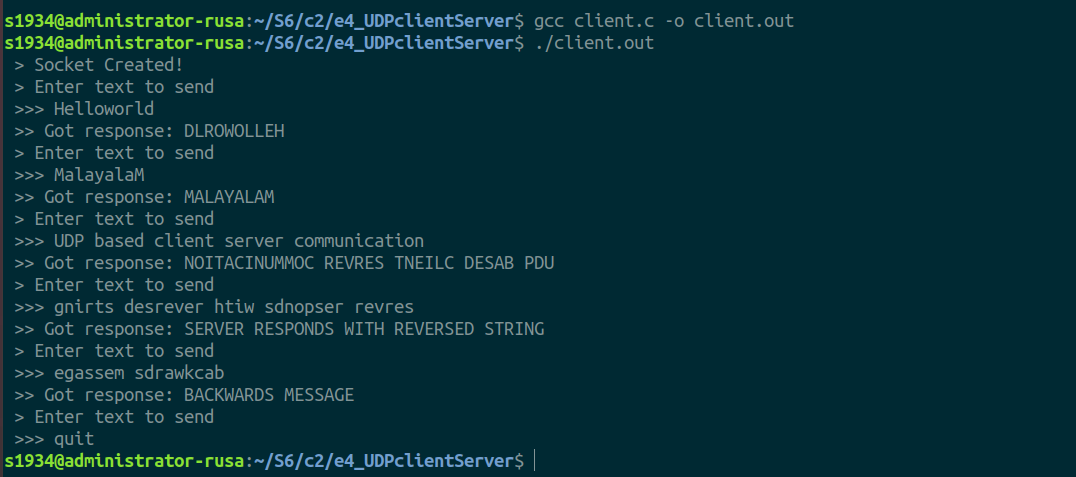 s1934@administrator-rusa:~/S6/c2/e4_UDPclientServer$ gcc client.c -o client.out
s1934@administrator-rusa:~/S6/c2/e4_UDPclientServer$ ./client.out
> Socket Created!
> Enter text to send
>>> Helloworld
>> Got response: DLROWOLLEH
> Enter text to send
>>> MalayalaM
>> Got response: MALAYALAM
> Enter text to send
>>> UDP based client server communication
>> Got response: NOITACINUMMOC REVRES TNEILC DESAB PDU
> Enter text to send
>>> gnirts desrever htiw sdnopser revres
>> Got response: SERVER RESPONDS WITH REVERSED STRING
> Enter text to send
>>> egassem sdrawkcab
>> Got response: BACKWARDS MESSAGE
> Enter text to send
>>> quit
s1934@administrator-rusa:~/S6/c2/e4_UDPclientServer$